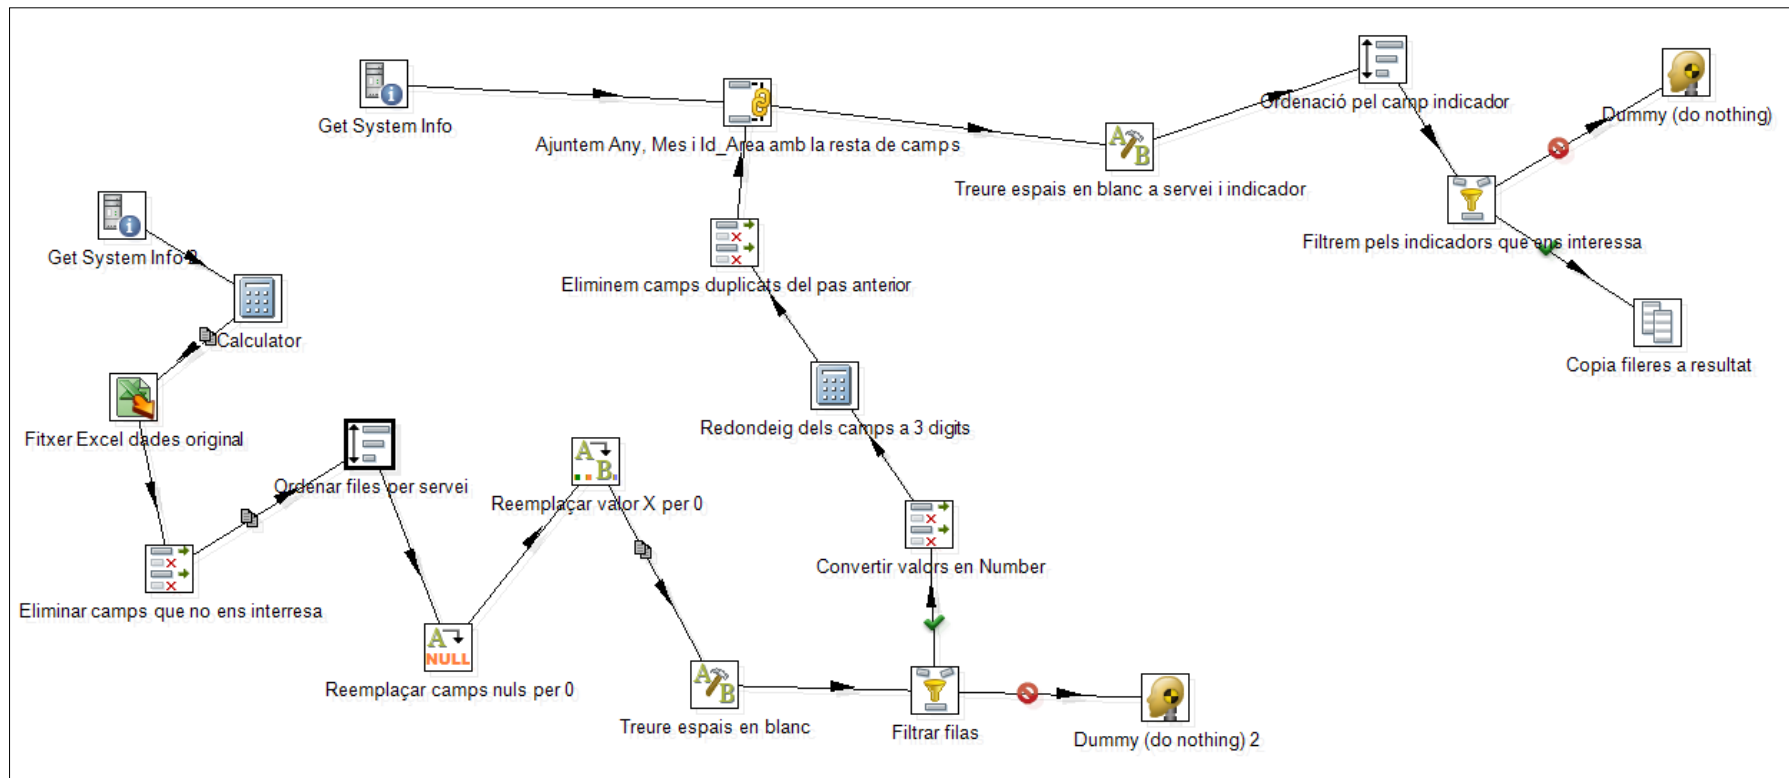 Get System Info
Ajuntem Any, Mes i Id_Area amb la resta de camps
Ordenació pel camp indicador
Dummy (do nothing)
Treure espais en blanc a servei i indicador
Filtrem pels indicadors que ens interessa
Get System Info 2
Eliminem camps duplicats del pas anterior
Calculator
Copia fileres a resultat
Redondeig dels camps a 3 digits
Fitxer Excel dades original
Ordenar files per servei
Reemplaçar valor X per 0
Convertir valors en Number
Eliminar camps que no ens interresa
NULL
Reemplaçar camps nuls per 0
Treure espais en blanc
Filtrar filas
Dummy (do nothing) 2